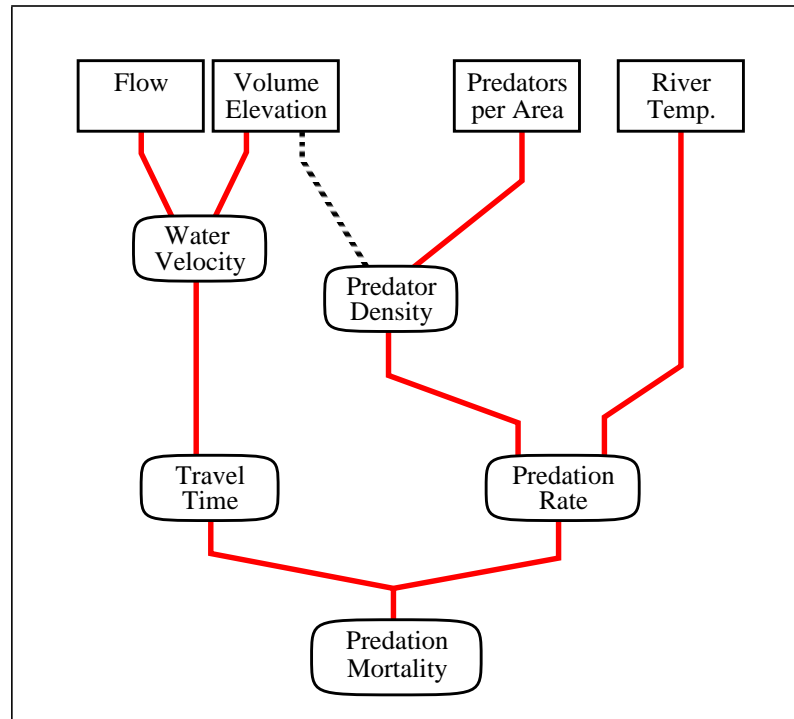 Flow
Volume
Elevation
Predators
per Area
River
Temp.
Water
Velocity
Predator
Density
Travel
Time
Predation
Rate
Predation
Mortality